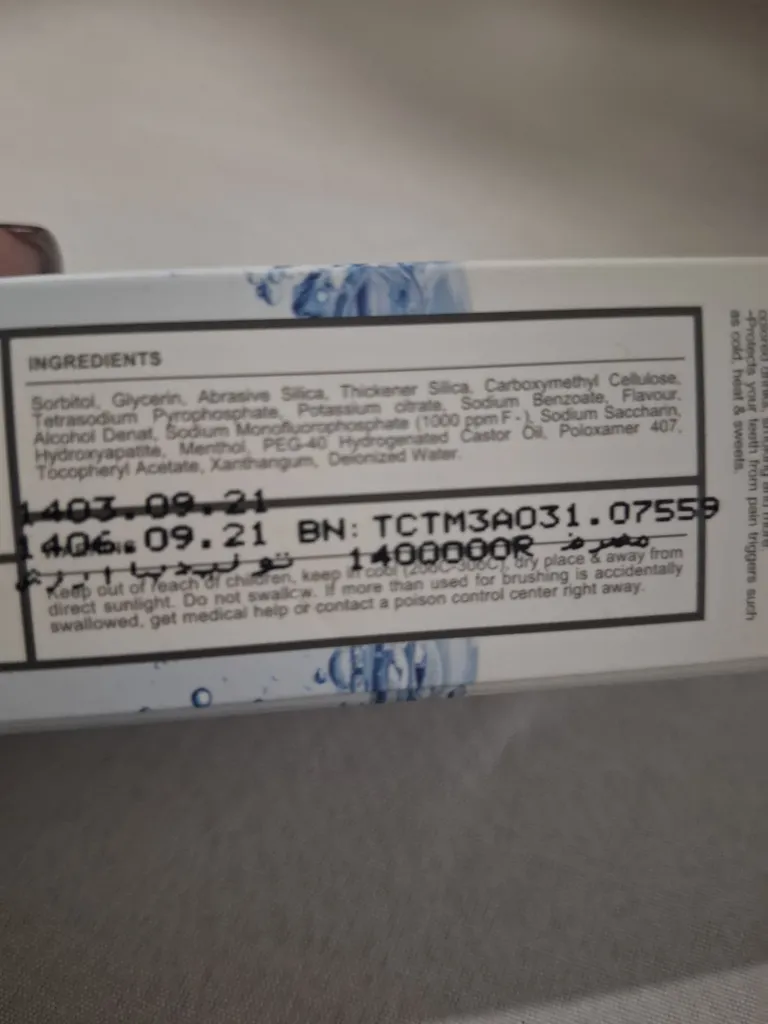 INGREDIENTS
Sorbitol, Glycerin, Abrasive Silica, Thickener Silica, Carboxymethyl Cellulose,
Tetrasodium Pyrophosphate, Potassium citrate, Sodium Benzoate, Flavour,
Alcohol Denat, Sodium Monofluorophosphate (1000 ppm F - ), Sodium Saccharin,
Hydroxyapatite, Menthol, PEG-40 Hydrogenated Castor Oil, Poloxamer 407,
Tocopheryl Acetate, Xanthangum, Deionized Water.
1403.09.21
1406.09.21 BN: TCTM3A031.07559
1400000R
Keep out of reach of children, keep in cool dry place & away from
direct sunlight. Do not swallow. If more than used for brushing is accidentally
swallowed, get medical help or contact a poison control center right away.
-Protects your teeth from pain triggers such
as cold, heat & sweets.